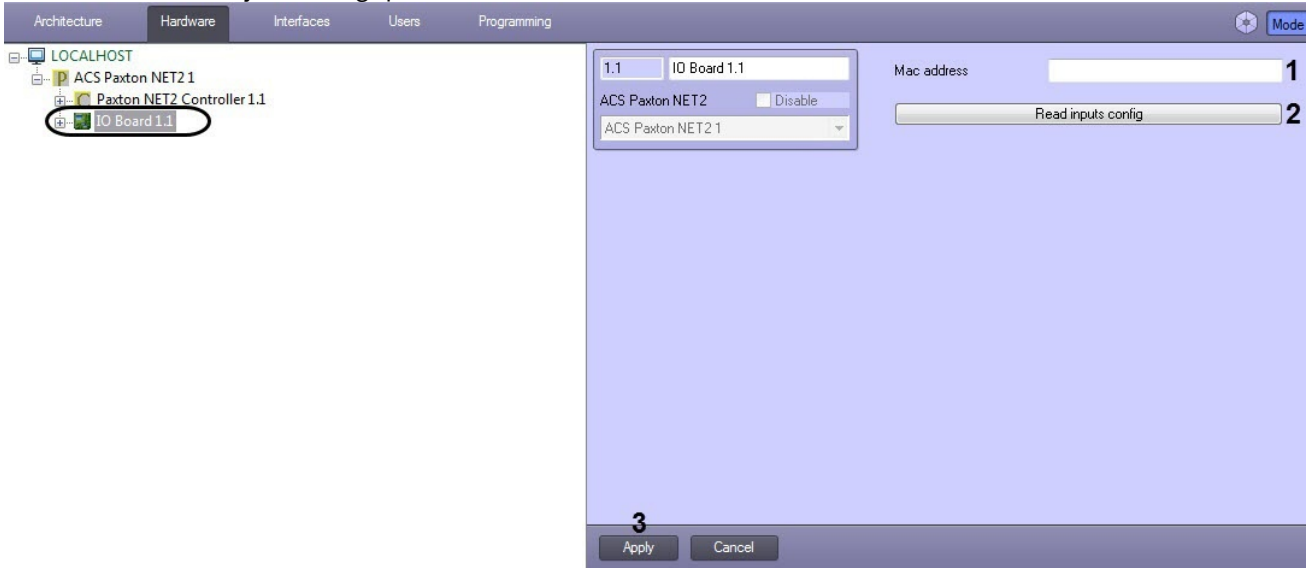 Architecture Hardware Interfaces Users Programming Mode
LOCALHOST
ACS Paxton NET2 1
Paxton NET2 Controller 1.1
IO Board 1.1
1.1 IO Board 1.1
ACS Paxton NET2 Disable
ACS Paxton NET2 1
Mac address 1
Read inputs config 2
3
Apply Cancel